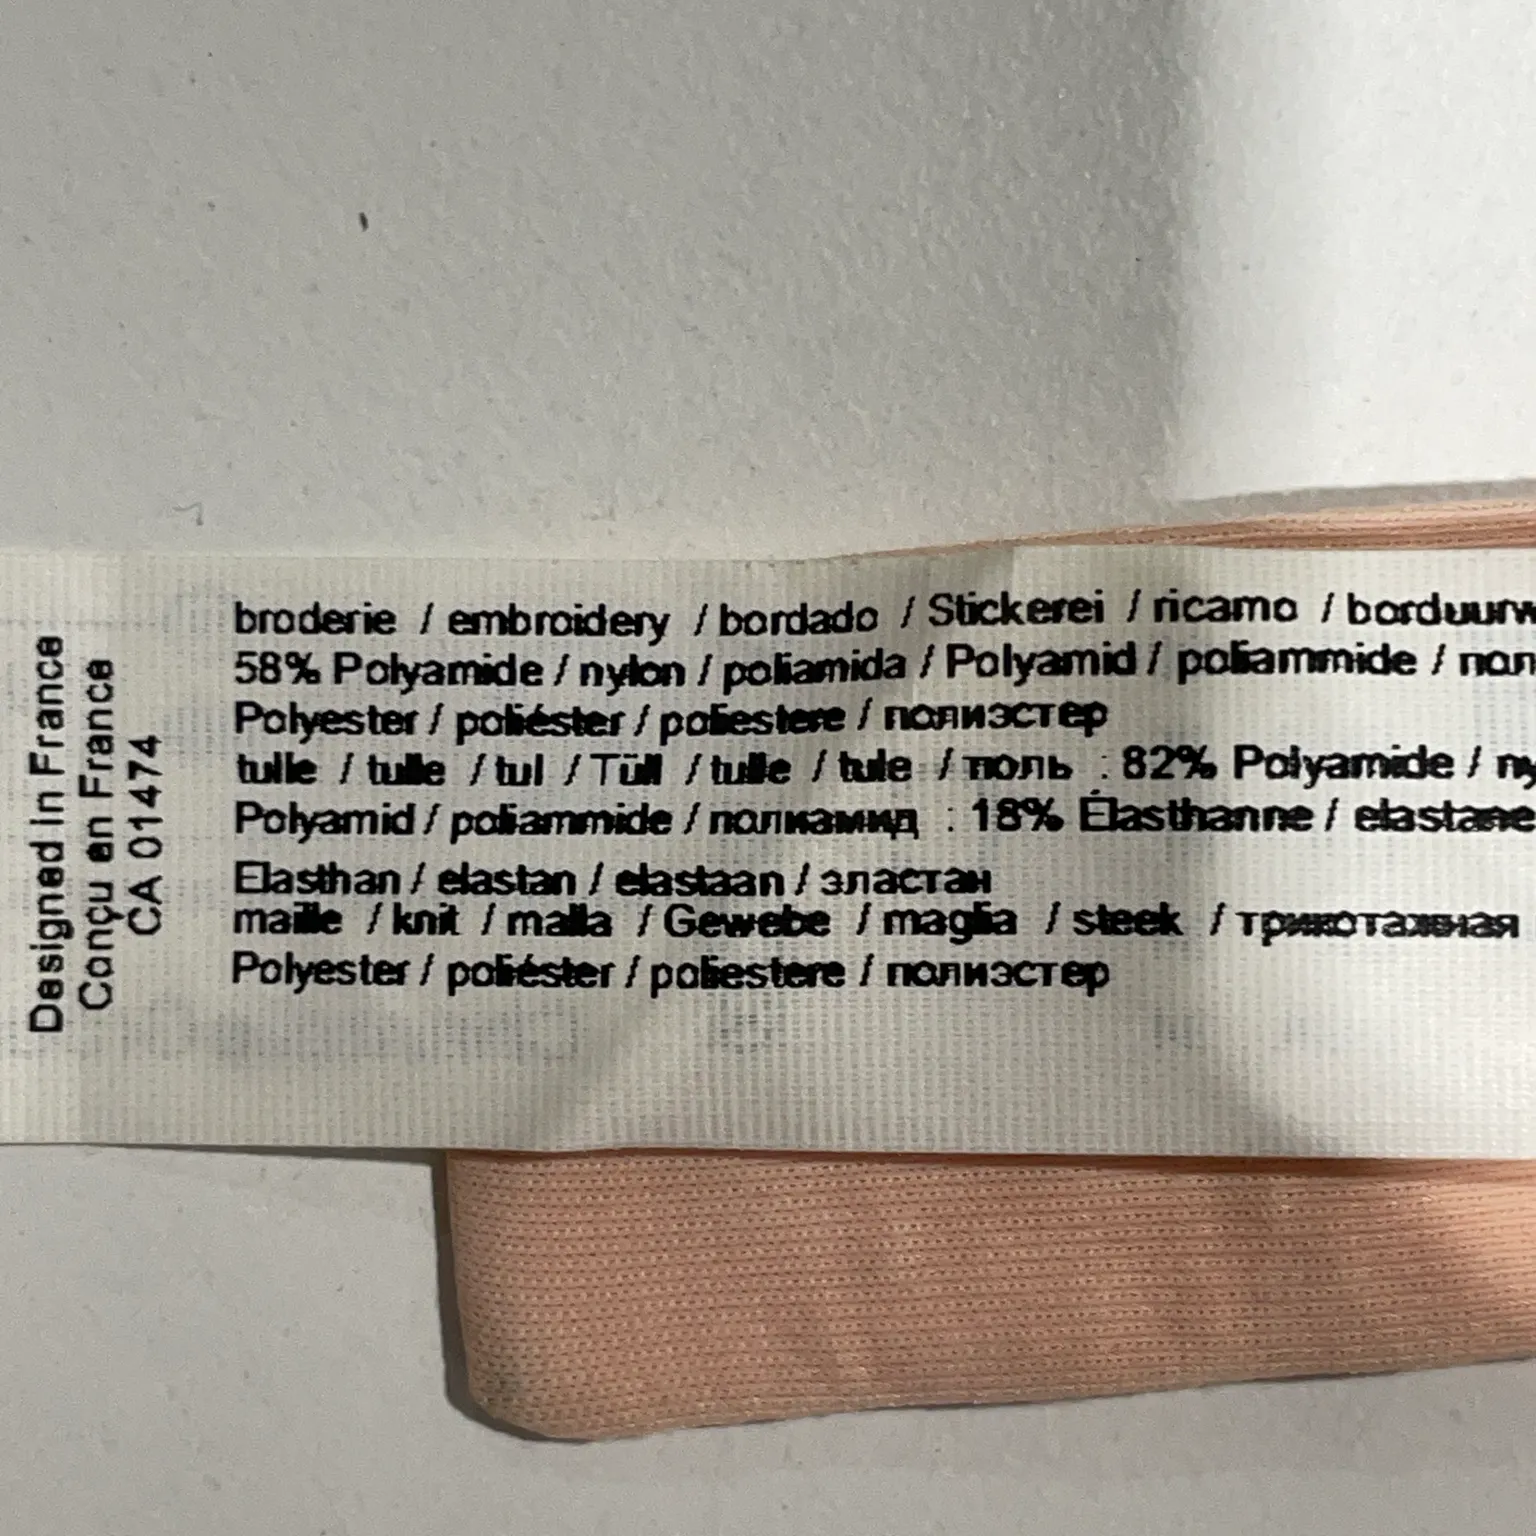 Designed in France
Conçu en France
CA 01474
broderie / embroidery / bordado / Stickerei / ricamo /
58% Polyamide / nylon / poliamida / Polyamid / poliammide /
Polyester / poliéster / poliestere / полиэстер
tulle / tulle / tul / Tüll / tulle / tule / тюль : 82% Polyamide /
Polyamid / poliammide / полиамид : 18% Élasthanne / elastane
Elasthan / elastan / elastaan / эластан
maille / knit / malla / Gewebe / maglia / steek / трикотажная
Polyester / poliéster / poliestere / полиэстер